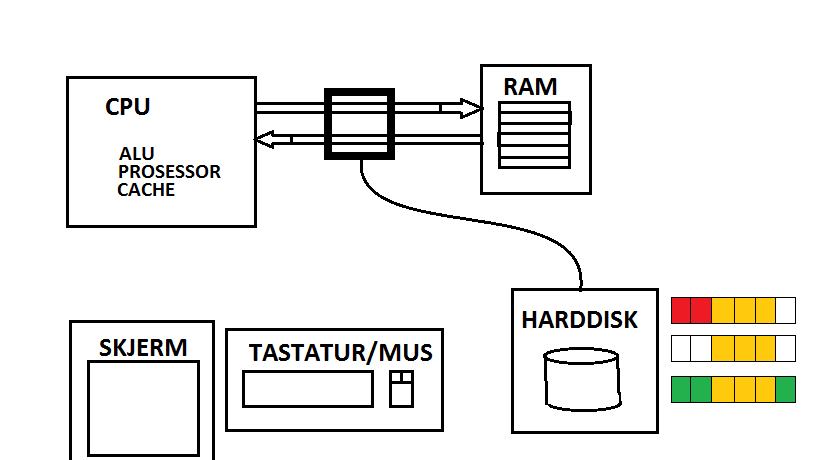 CPU
ALU
PROSESSOR
CACHE
RAM
HARDDISK
SKJERM
TASTATUR/MUS